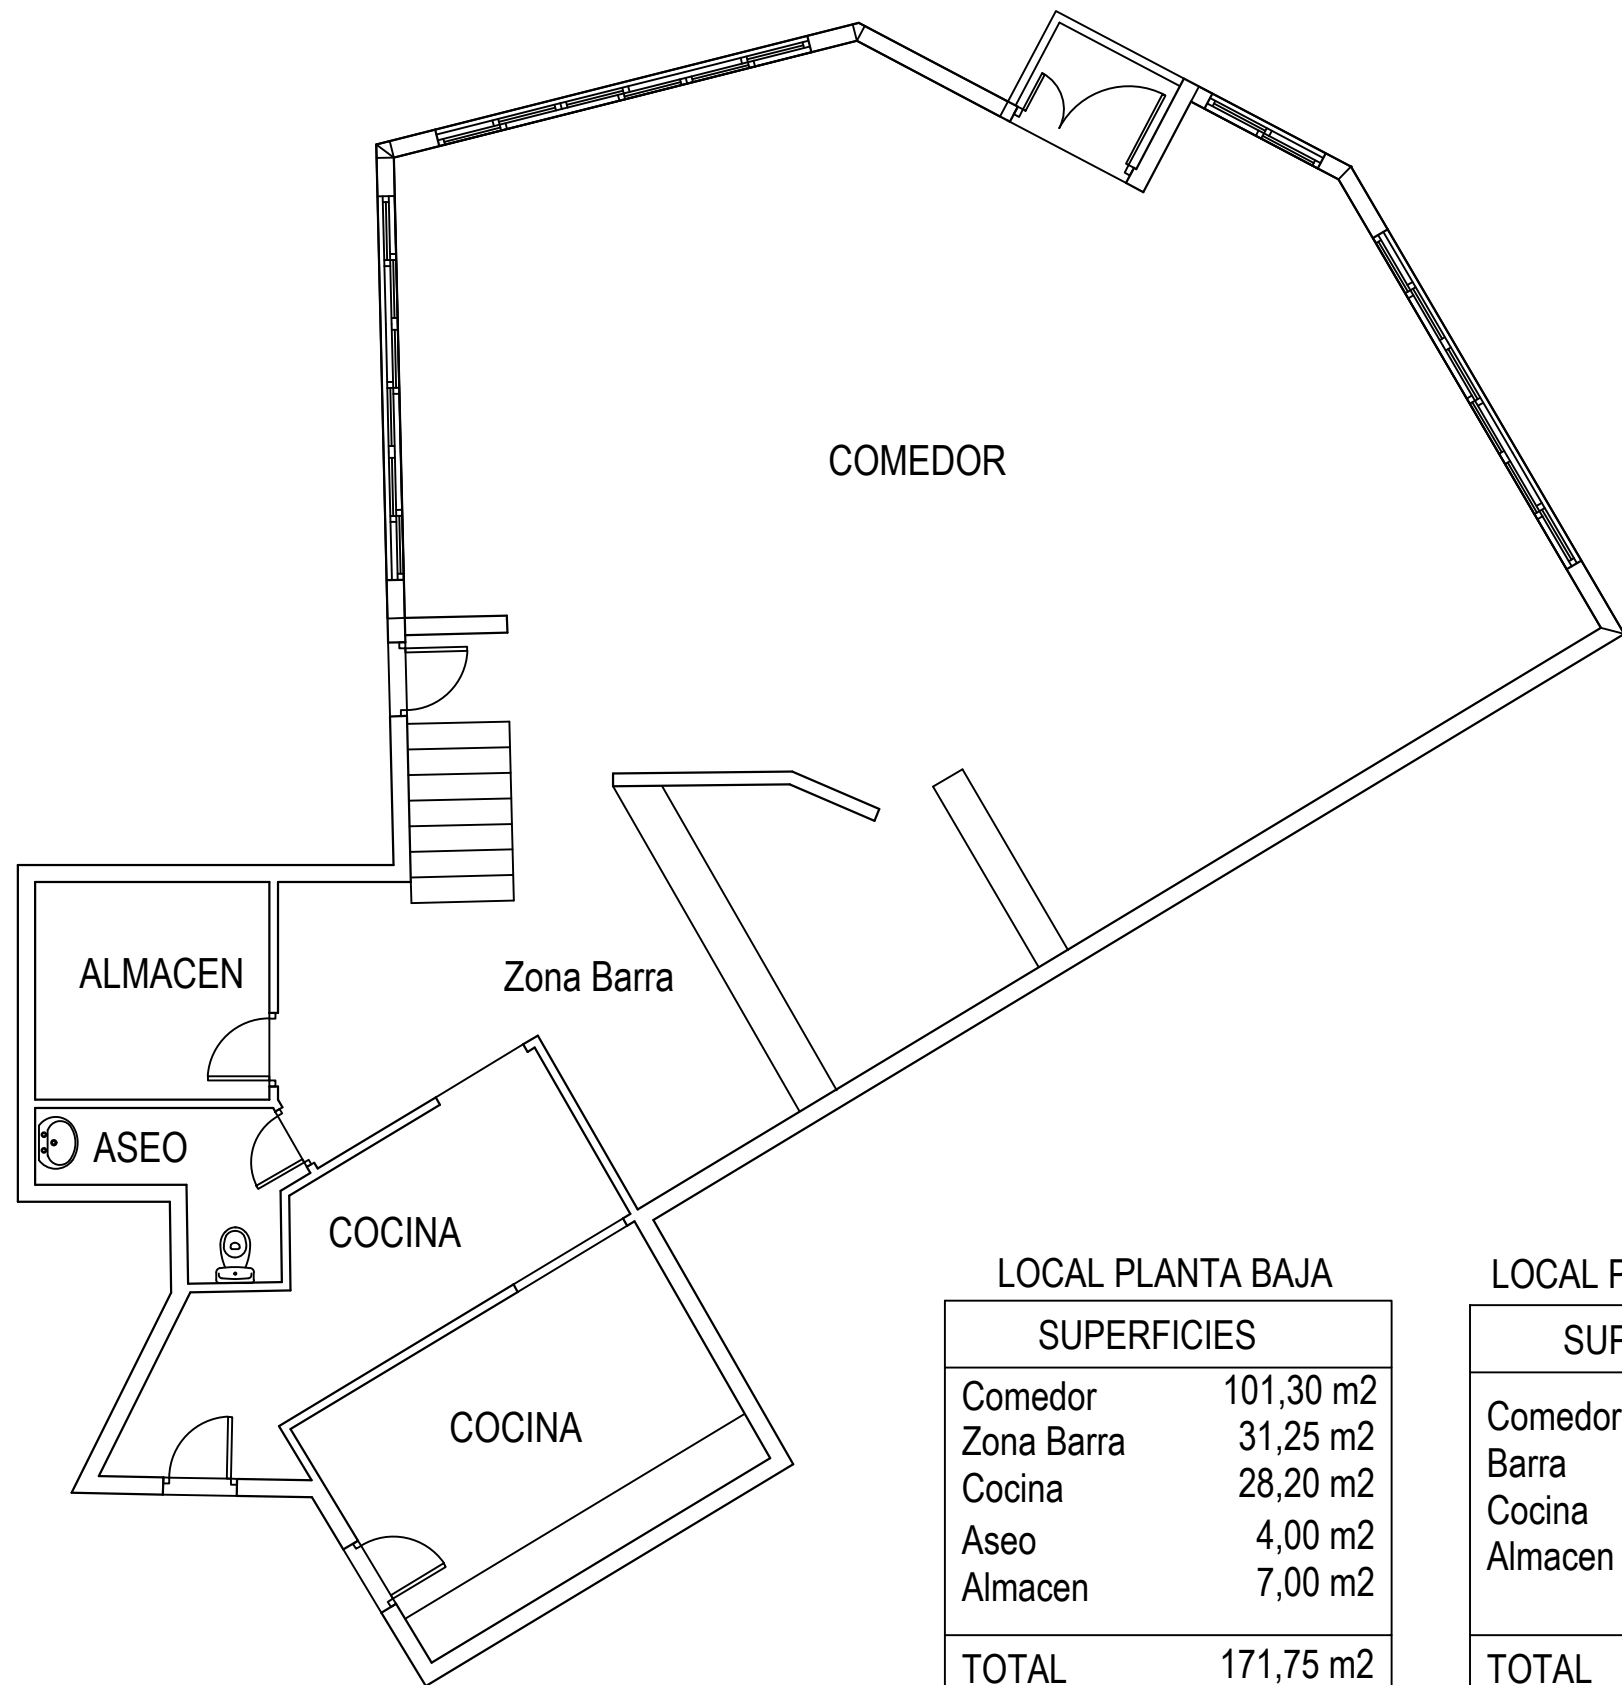 COMEDOR
ALMACEN
Zona Barra
ASEO
COCINA
COCINA
LOCAL PLANTA BAJA
SUPERFICIES
Comedor 101,30 m2
Zona Barra 31,25 m2
Cocina 28,20 m2
Aseo 4,00 m2
Almacen 7,00 m2
TOTAL 171,75 m2
LOCAL
Comedor
Barra
Cocina
Almacen
TOTAL